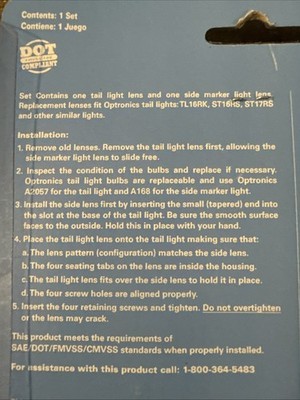 Contents: 1 Set
Contiene: 1 Juego
DOT
COMPLIANT
Set Contains one tail light lens and one side marker light lens.
Replacement lenses fit Optronics tail lights: TL16RK, ST16RS, ST17RS
and other similar lights.
Installation:
1. Remove old lenses. Remove the tail light lens first, allowing the
side marker light lens to slide free.
2. Inspect the condition of the bulbs and replace if necessary.
Optronics tail light bulbs are replaceable and use Optronics
A2057 for the tail light and A168 for the side marker light.
3. Install the side lens first by inserting the small (tapered) end into
the slot at the base of the tail light. Be sure the smooth surface
faces to the outside. Hold this in place with your hand.
4. Place the tail light lens onto the tail light making sure that:
a. The lens pattern (configuration) matches the side lens.
b. The four seating tabs on the lens are inside the housing.
c. The tail light lens fits over the side lens to hold it in place.
d. The four screw holes are aligned properly.
5. Insert the four retaining screws and tighten. Do not overtighten
or the lens may crack.
This product meets the requirements of
SAE/DOT/FMVSS/CMVSS standards when properly installed.
For assistance with this product call: 1-800-364-5483